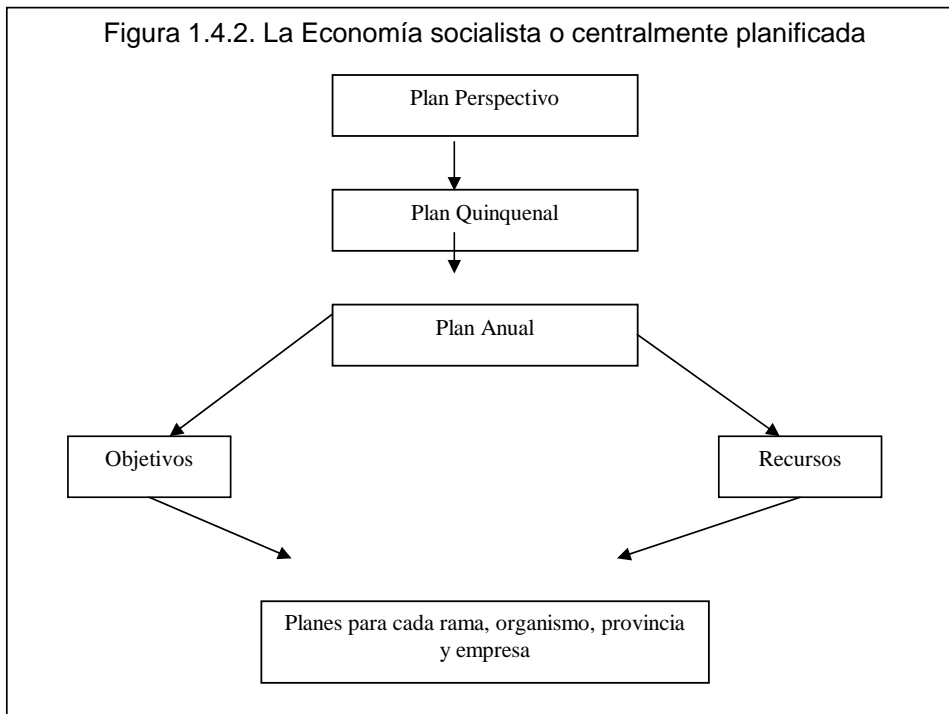 Figura 1.4.2. La Economía socialista o centralmente planificada
Plan Perspectivo
Plan Quinquenal
Plan Anual
Objetivos
Recursos
Planes para cada rama, organismo, provincia
y empresa